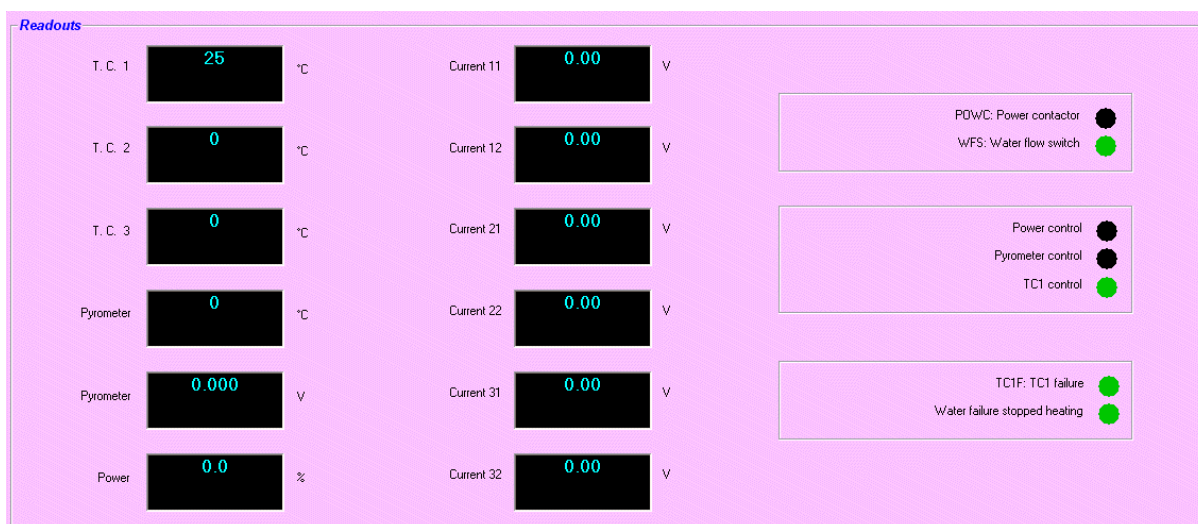 Readouts
T. C. 1 25 °C Current 11 0.00 V
POWC: Power contactor
T. C. 2 0 °C Current 12 0.00 V WFS: Water flow switch
T. C. 3 0 °C Current 21 0.00 V Power control
Pyrometer control
TC1 control
Pyrometer 0 °C Current 22 0.00 V
Pyrometer 0.000 V Current 31 0.00 V TC1F: TC1 failure
Water failure stopped heating
Power 0.0 % Current 32 0.00 V